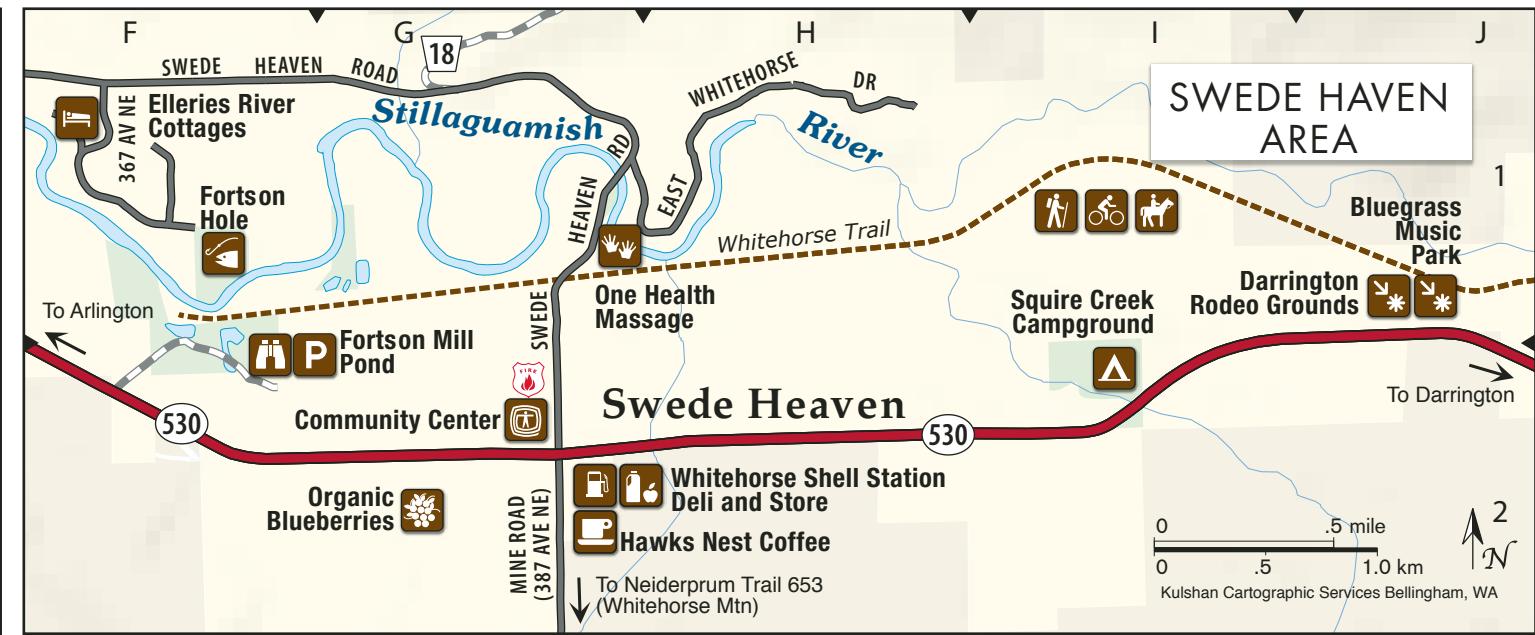 F
G
H
I
J
18
SWEDE HEAVEN ROAD
WHITEHORSE DR
SWEDE HAVEN
AREA
Elleries River
Cottages
367 AV NE
Stillaguamish
River
HEAVEN RD
EAST
1
Fortson
Hole
Bluegrass
Music
Park
Whitehorse Trail
To Arlington
One Health
Massage
SWEDE
Squire Creek
Campground
Darrington
Rodeo Grounds
P
Fortson Mill
Pond
FIRE
To Darrington
Community Center
Swede Heaven
530
530
Whitehorse Shell Station
Deli and Store
Organic
Blueberries
Hawks Nest Coffee
MINE ROAD
(387 AVE NE)
To Neiderprum Trail 653
(Whitehorse Mtn)
0 .5 mile
0 .5 1.0 km
2
N
Kulshan Cartographic Services Bellingham, WA